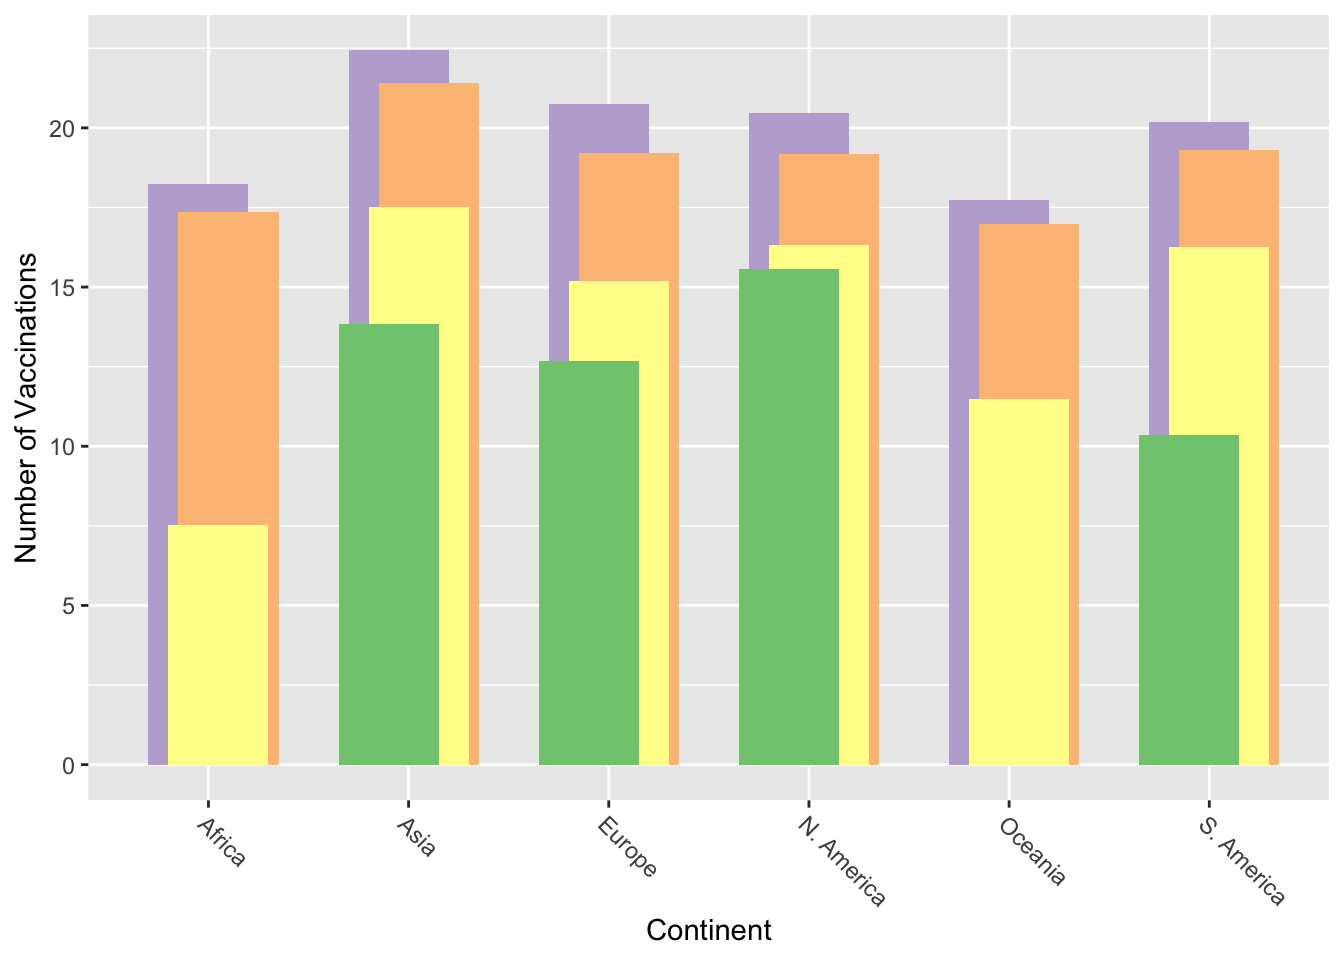 Number of Vaccinations
20
15
10
5
0
Africa
Asia
Europe
N. America
Oceania
S. America
Continent